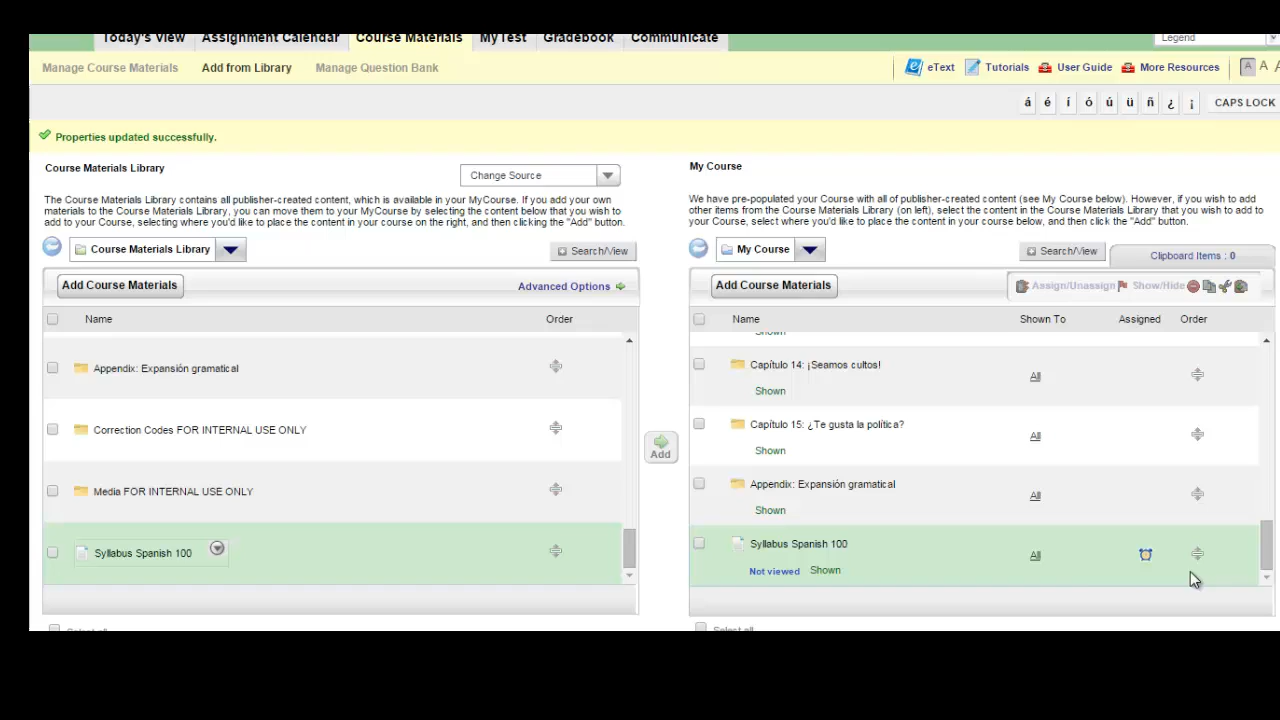 Today's View Assignment Calendar Course Materials MyTest Gradebook Communicate Legend
Manage Course Materials Add from Library Manage Question Bank eText Tutorials User Guide More Resources A A A
á é í ó ú ü ñ ¿ ¡ CAPS LOCK
Properties updated successfully.
Course Materials Library
Change Source
The Course Materials Library contains all publisher-created content, which is available in your MyCourse. If you add your own
materials to the Course Materials Library, you can move them to your MyCourse by selecting the content below that you wish to
add to your Course, selecting where you'd like to place the content in your course on the right, and then clicking the "Add" button.
Course Materials Library
Search/View
Add Course Materials
Advanced Options
Name Order
Appendix: Expansión gramatical
Correction Codes FOR INTERNAL USE ONLY
Media FOR INTERNAL USE ONLY
Syllabus Spanish 100
Select all
Add
My Course
We have pre-populated your Course with all of publisher-created content (see My Course below). However, if you wish to add
other items from the Course Materials Library (on left), select the content in the Course Materials Library that you wish to add to
your Course, select where you'd like to place the content in your course below, and then click the "Add" button.
My Course
Search/View
Clipboard Items : 0
Add Course Materials
Assign/Unassign Show/Hide
Name Shown To Assigned Order
Shown
Capítulo 14: ¡Seamos cultos! All
Shown
Capítulo 15: ¿Te gusta la política? All
Shown
Appendix: Expansión gramatical All
Shown
Syllabus Spanish 100 All
Not viewed Shown
Select all